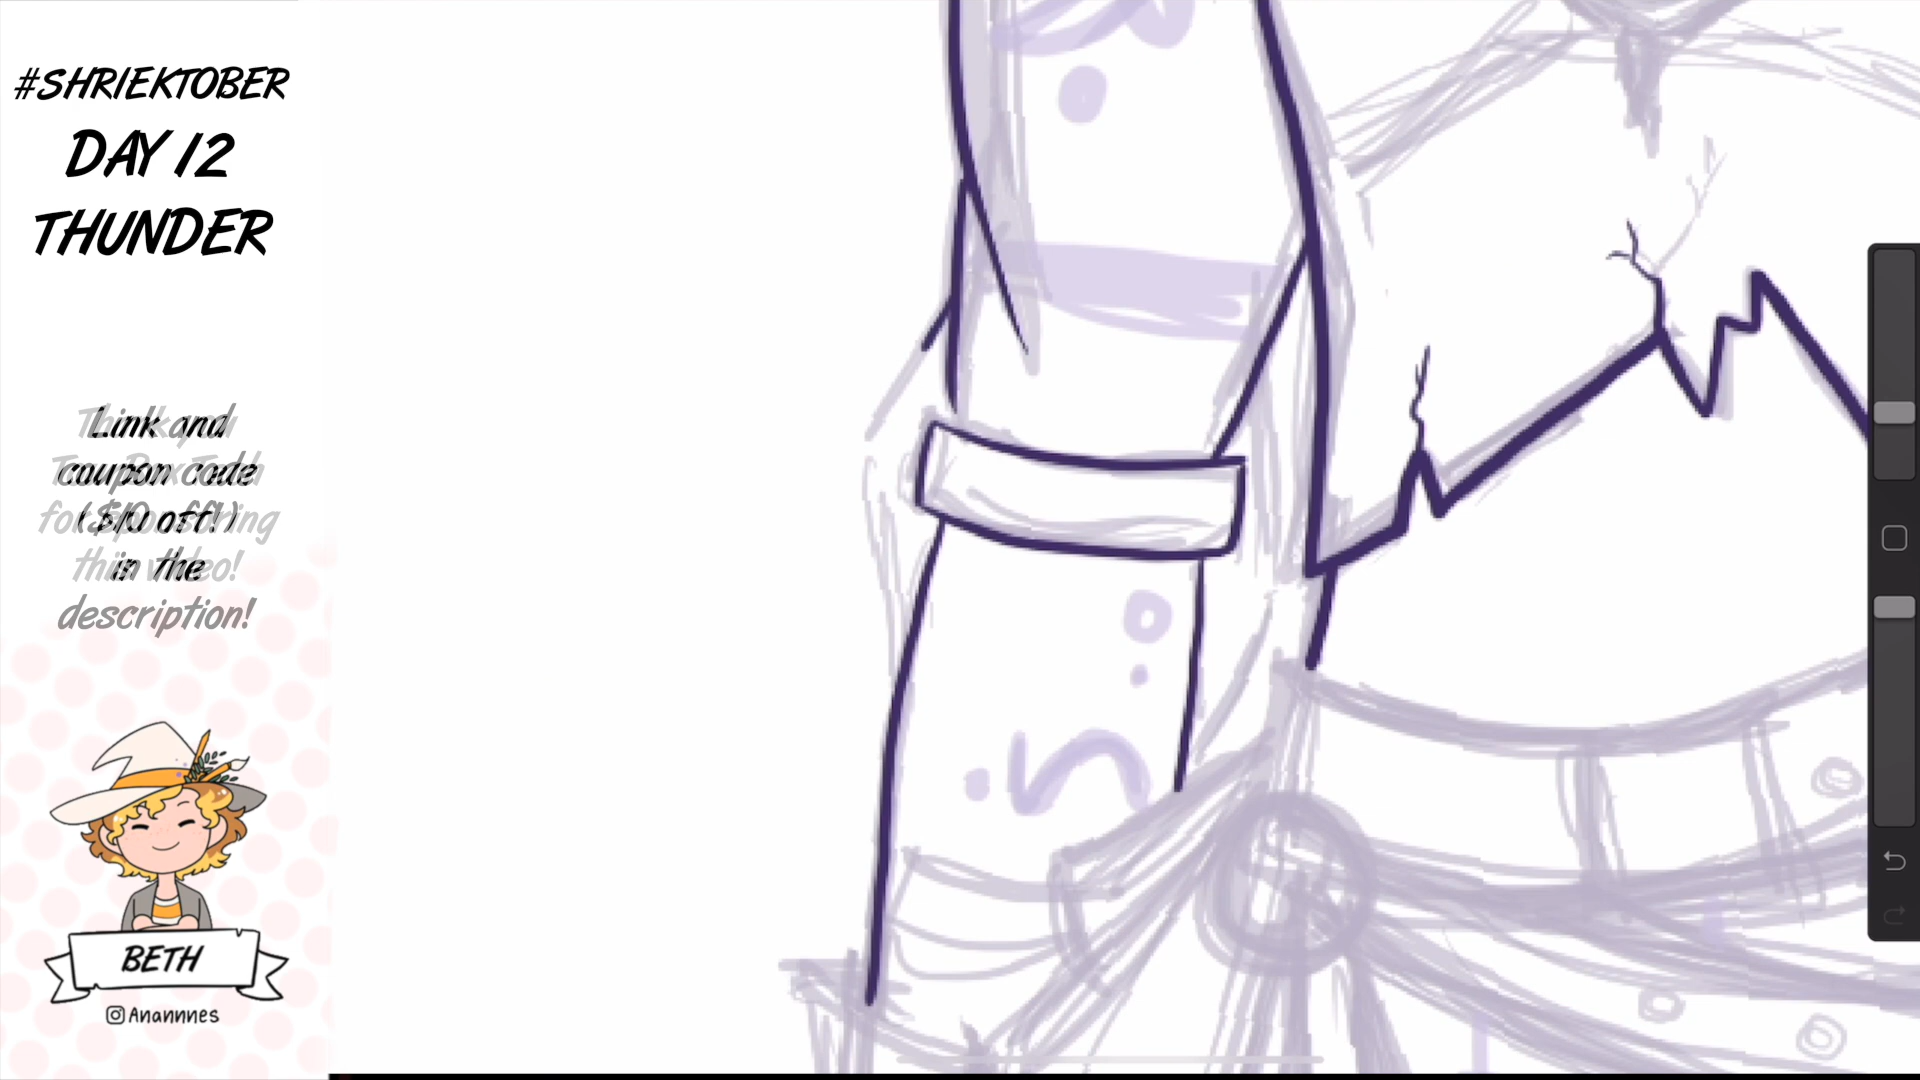 #SHRIEKTOBER
DAY 12
THUNDER
Link and
coupon code
($10 off!)
in the
description!
BETH
Anannnes